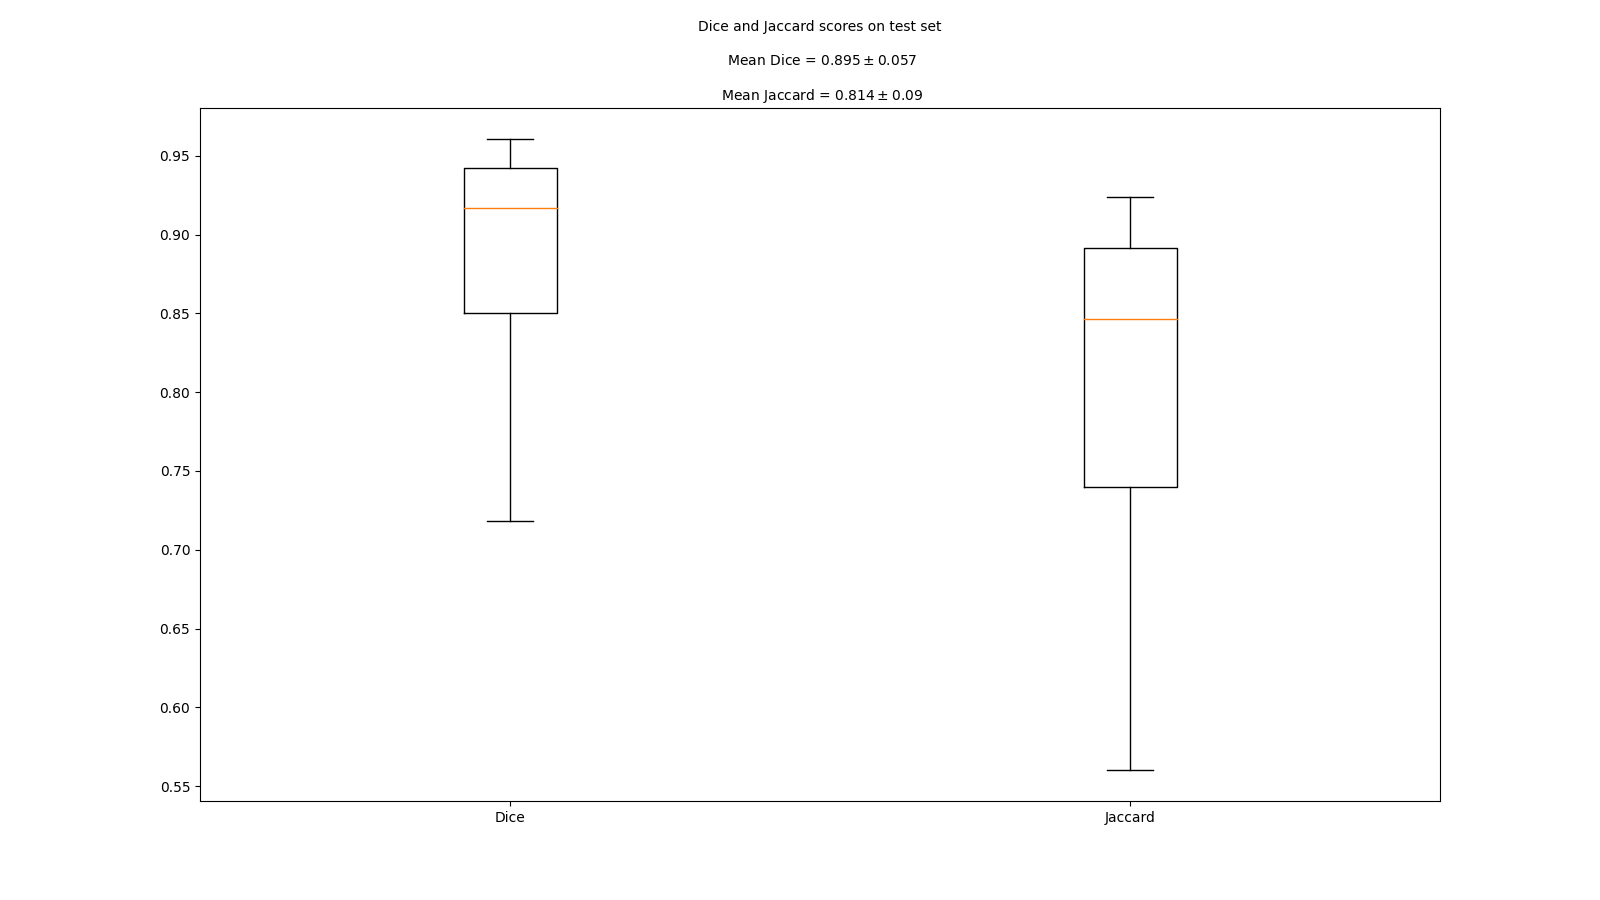 Dice and Jaccard scores on test set
Mean Dice = 0.895 ± 0.057
Mean Jaccard = 0.814 ± 0.09
0.95
0.90
0.85
0.80
0.75
0.70
0.65
0.60
0.55
Dice
Jaccard